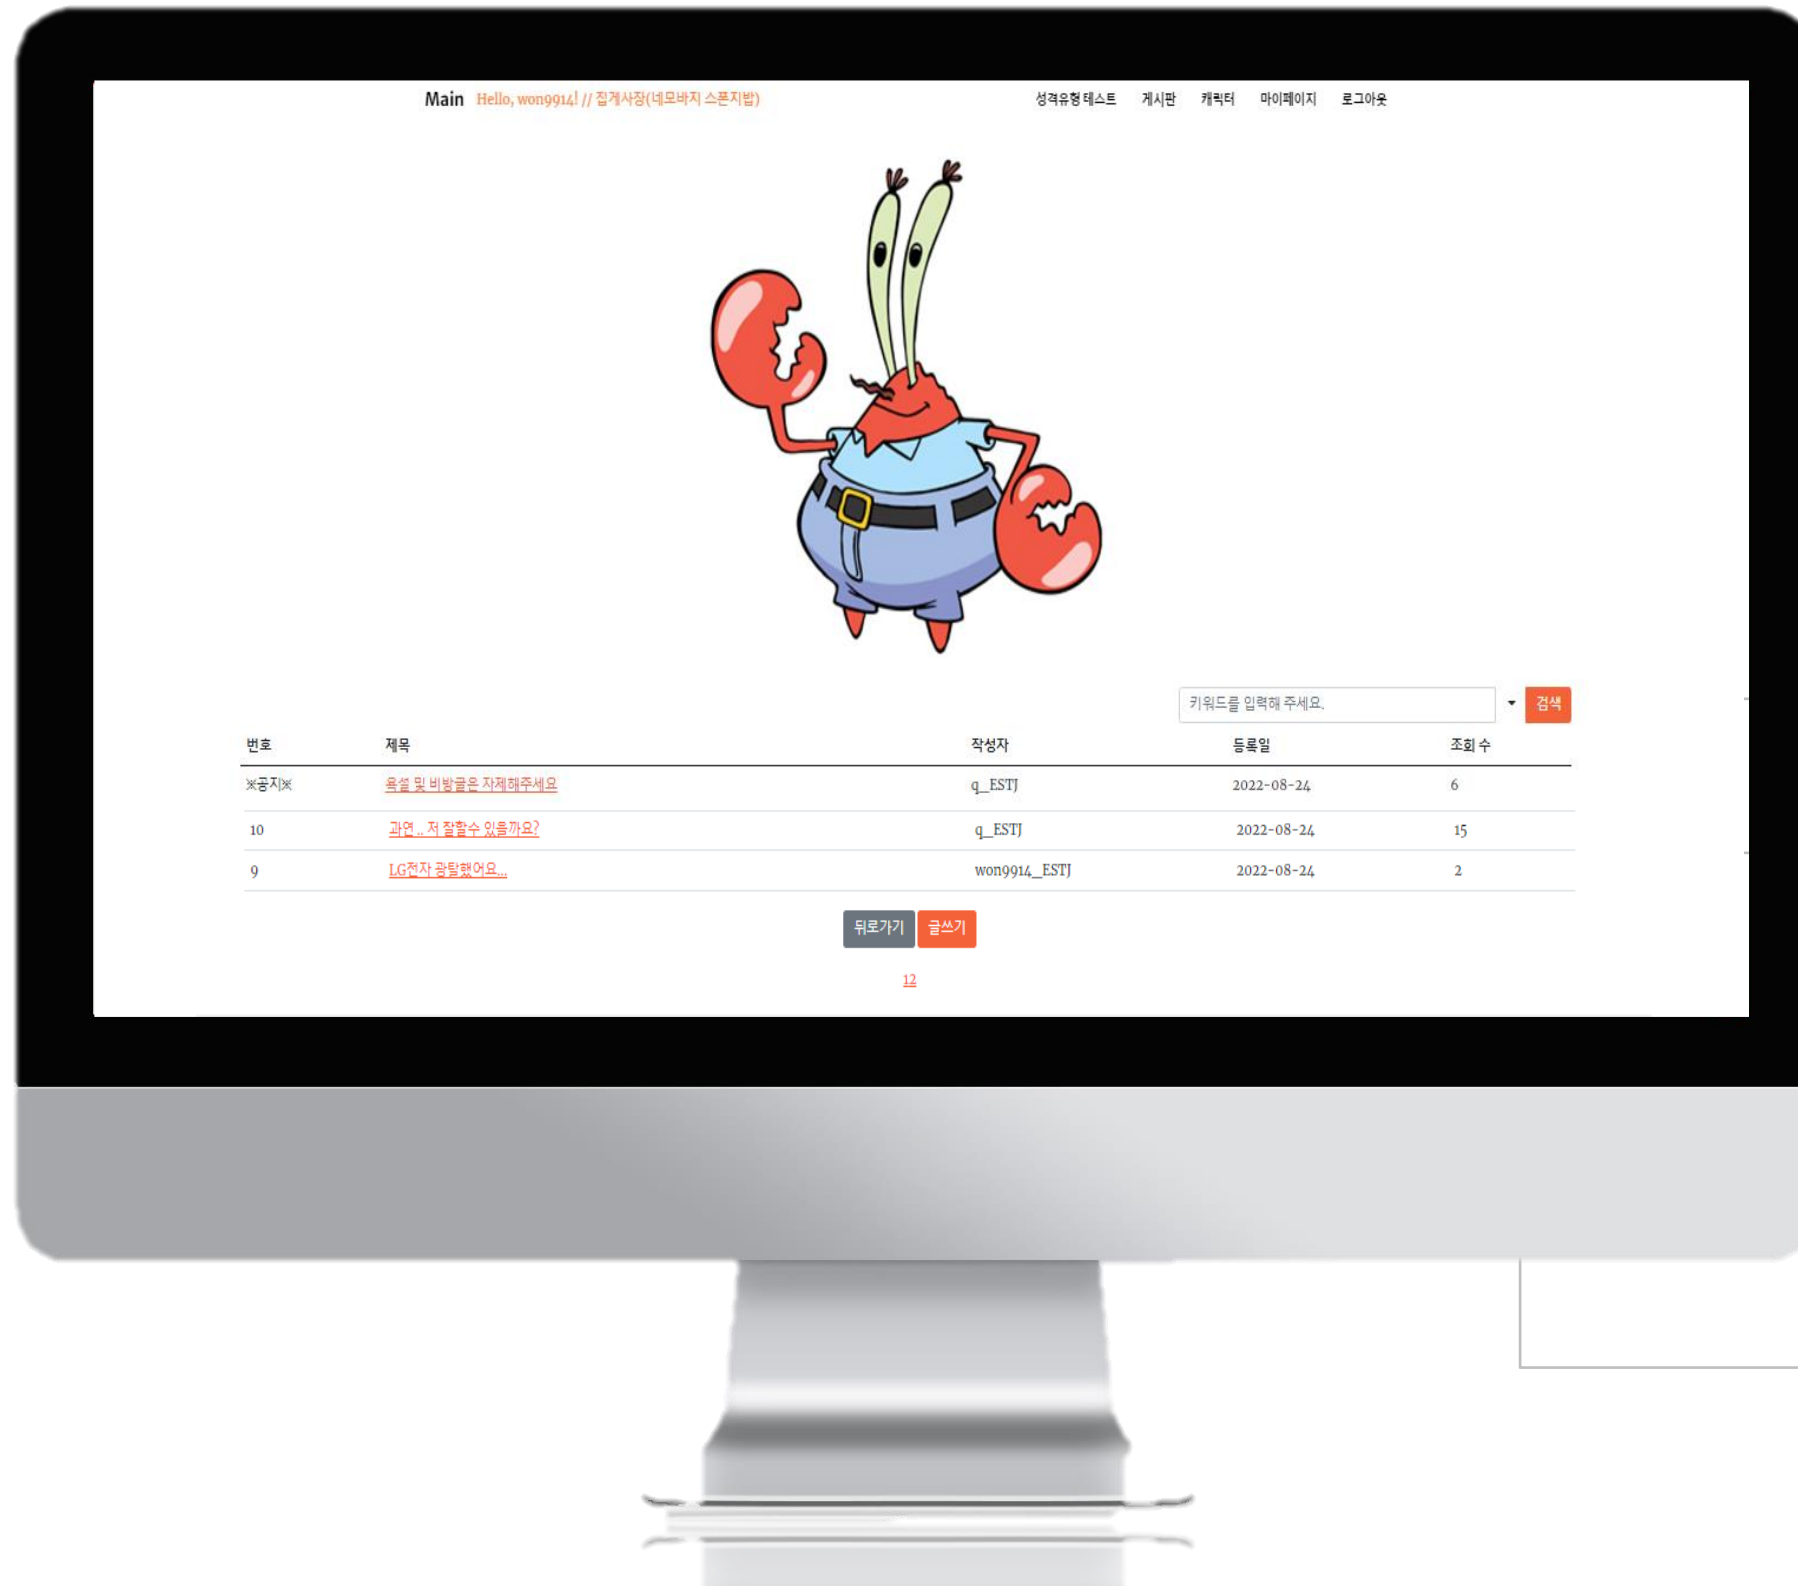 Main Hello, won9914! // 집게사장(네모바지 스폰지밥) 성격유형 테스트 게시판 캐릭터 마이페이지 로그아웃
키워드를 입력해 주세요. 검색
번호 제목 작성자 등록일 조회 수
※공지※ 욕설 및 비방글은 자제해주세요 q_ESTJ 2022-08-24 6
10 과연 .. 저 잘할수 있을까요? q_ESTJ 2022-08-24 15
9 LG전자 광탈했어요... won9914_ESTJ 2022-08-24 2
뒤로가기 글쓰기
12